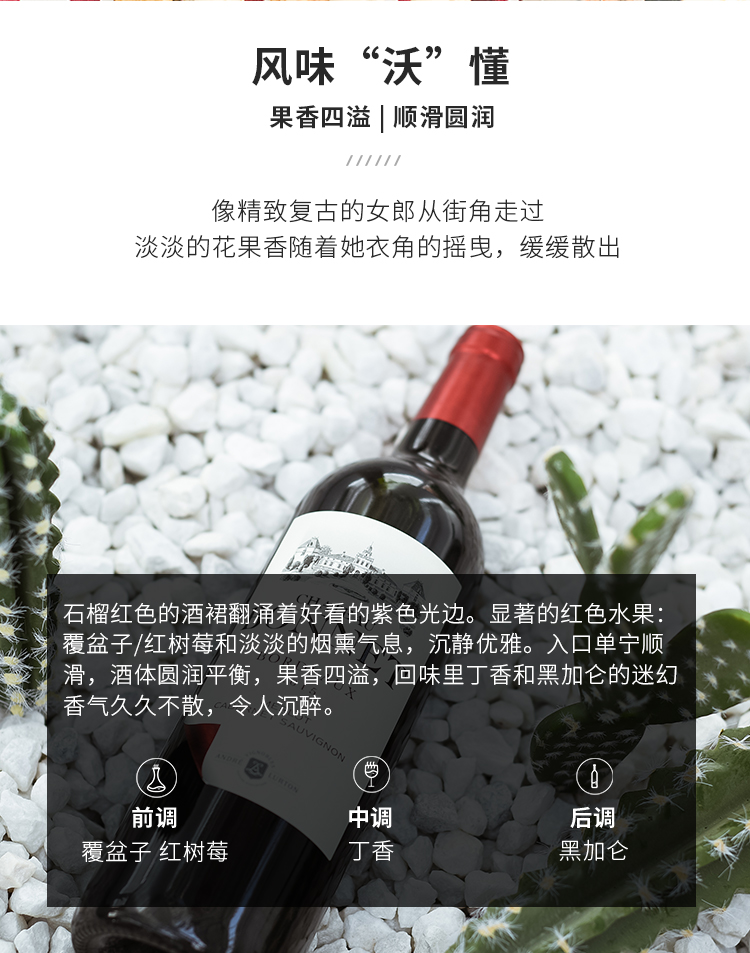 风味“沃”懂
果香四溢 | 顺滑圆润
//////
像精致复古的女郎从街角走过
淡淡的花果香随着她衣角的摇曳，缓缓散出
石榴红色的酒裙翻涌着好看的紫色光边。显著的红色水果：
覆盆子/红树莓和淡淡的烟熏气息，沉静优雅。入口单宁顺
滑，酒体圆润平衡，果香四溢；回味里丁香和黑加仑的迷幻
香气久久不散，令人沉醉。
SAUVIGNON
ANDRÉ LURTON
前调 中调 后调
覆盆子 红树莓 丁香 黑加仑